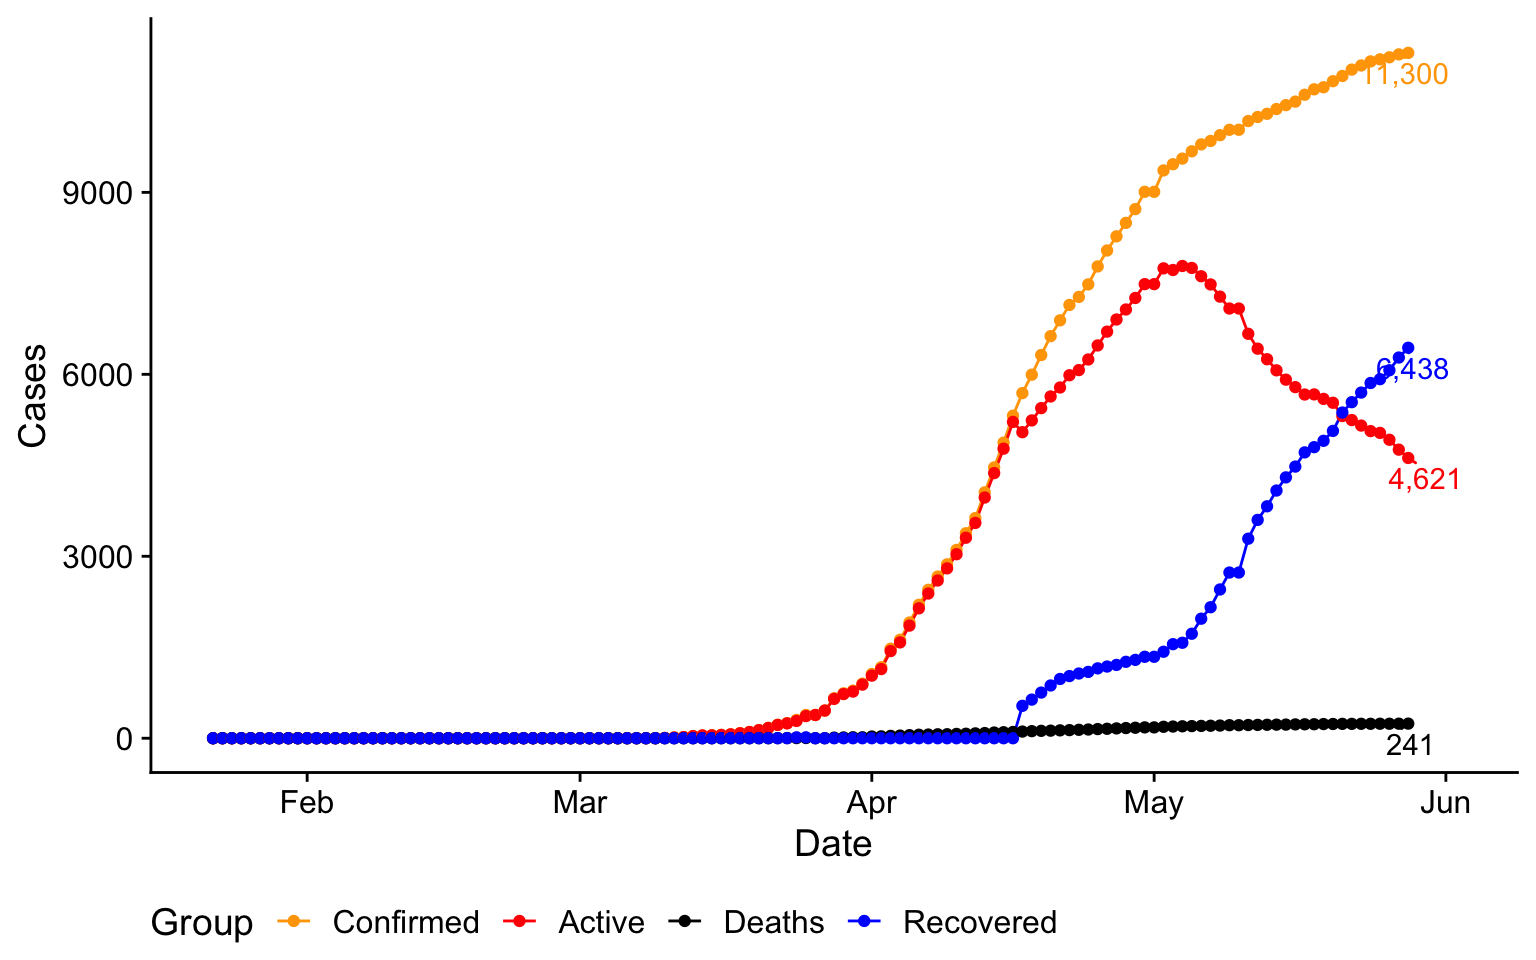 11,300
9000
6000
6,438
4,621
3000
0
241
Cases
Feb Mar Apr May Jun
Date
Group Confirmed Active Deaths Recovered